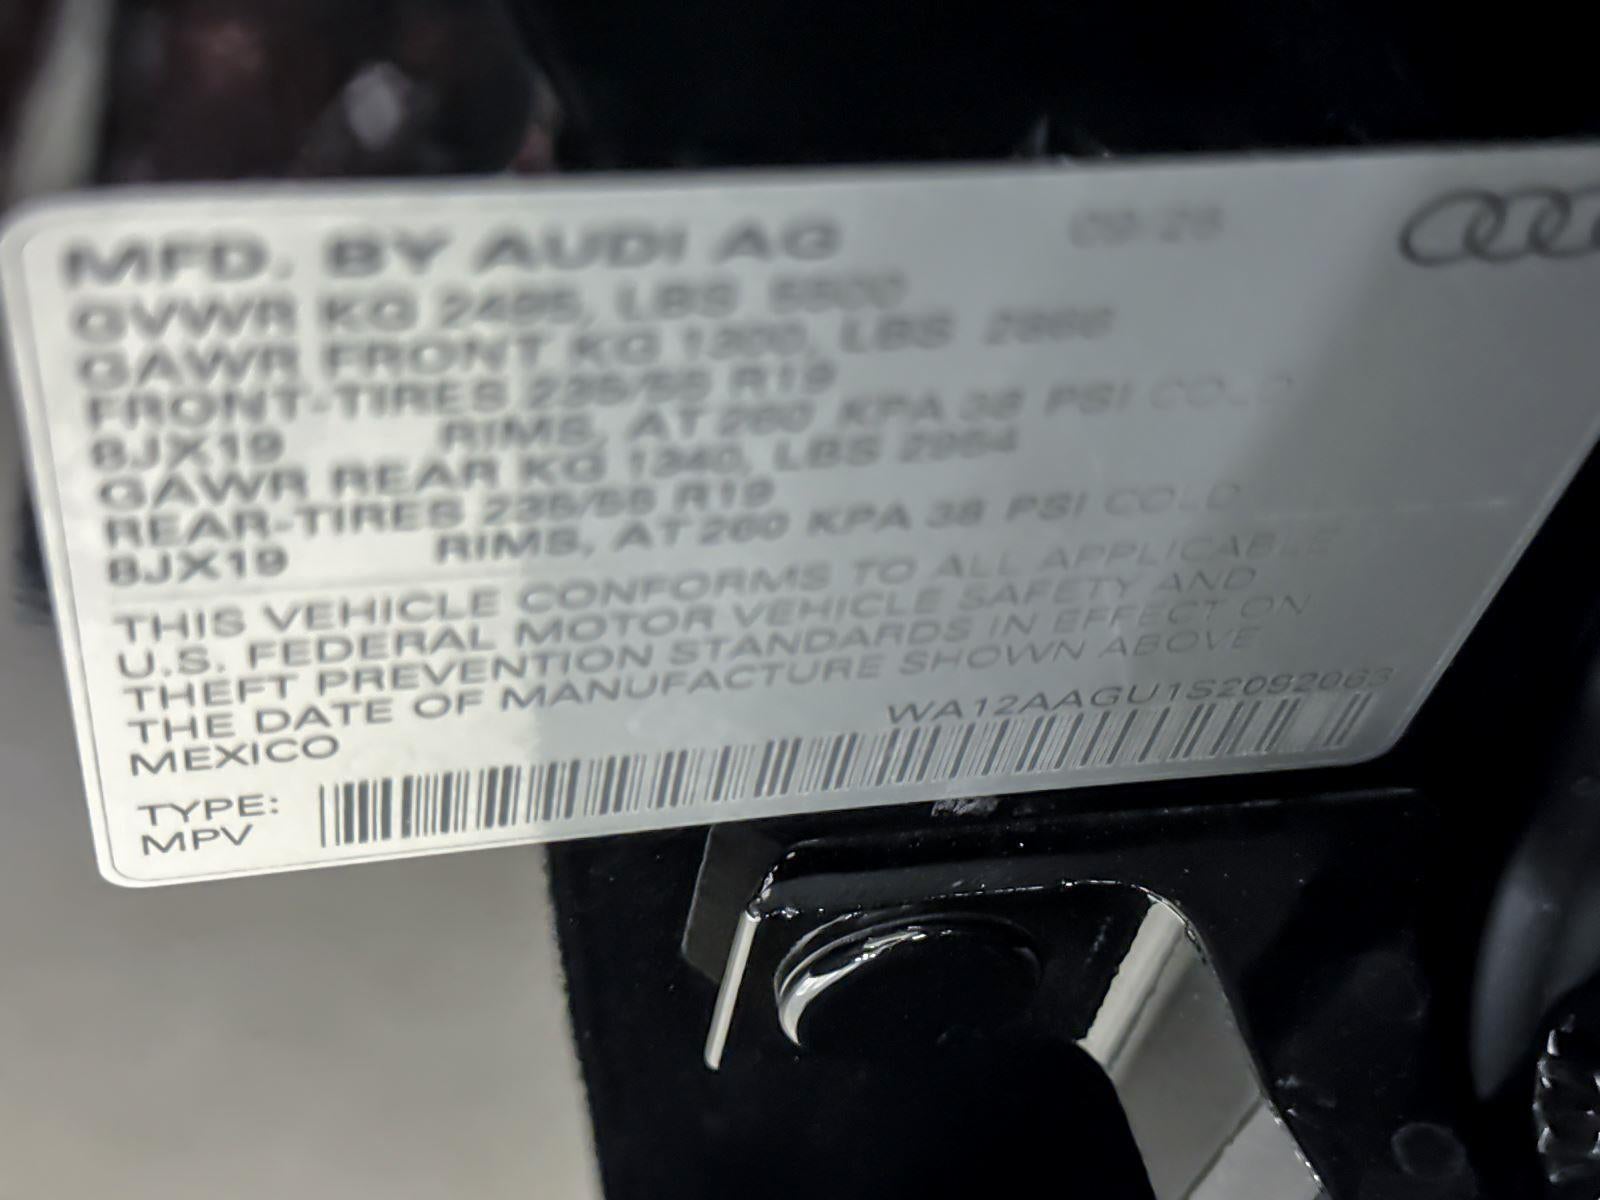 MFD. BY AUDI AG
GVWR KG 2495, LBS 5500
GAWR FRONT KG 1300, LBS 2866
FRONT-TIRES 235/55 R19
8JX19 RIMS, AT 260 KPA 38 PSI COLD
GAWR REAR KG 1340, LBS 2954
REAR-TIRES 235/55 R19
8JX19 RIMS, AT 260 KPA 38 PSI COLD
THIS VEHICLE CONFORMS TO ALL APPLICABLE
U.S. FEDERAL MOTOR VEHICLE SAFETY AND
THEFT PREVENTION STANDARDS IN EFFECT ON
THE DATE OF MANUFACTURE SHOWN ABOVE
MEXICO
WA12AAGU1S2092063
TYPE:
MPV